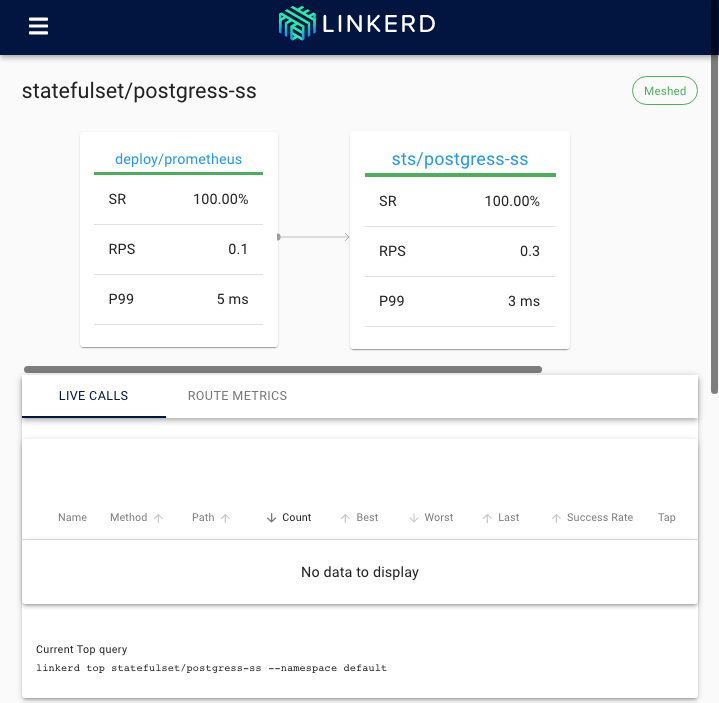 LINKERD
statefulset/postgress-ss
Meshed
deploy/prometheus
SR 100.00%
RPS 0.1
P99 5 ms
sts/postgress-ss
SR 100.00%
RPS 0.3
P99 3 ms
LIVE CALLS ROUTE METRICS
Name Method Path Count Best Worst Last Success Rate Tap
No data to display
Current Top query
linkerd top statefulset/postgress-ss --namespace default